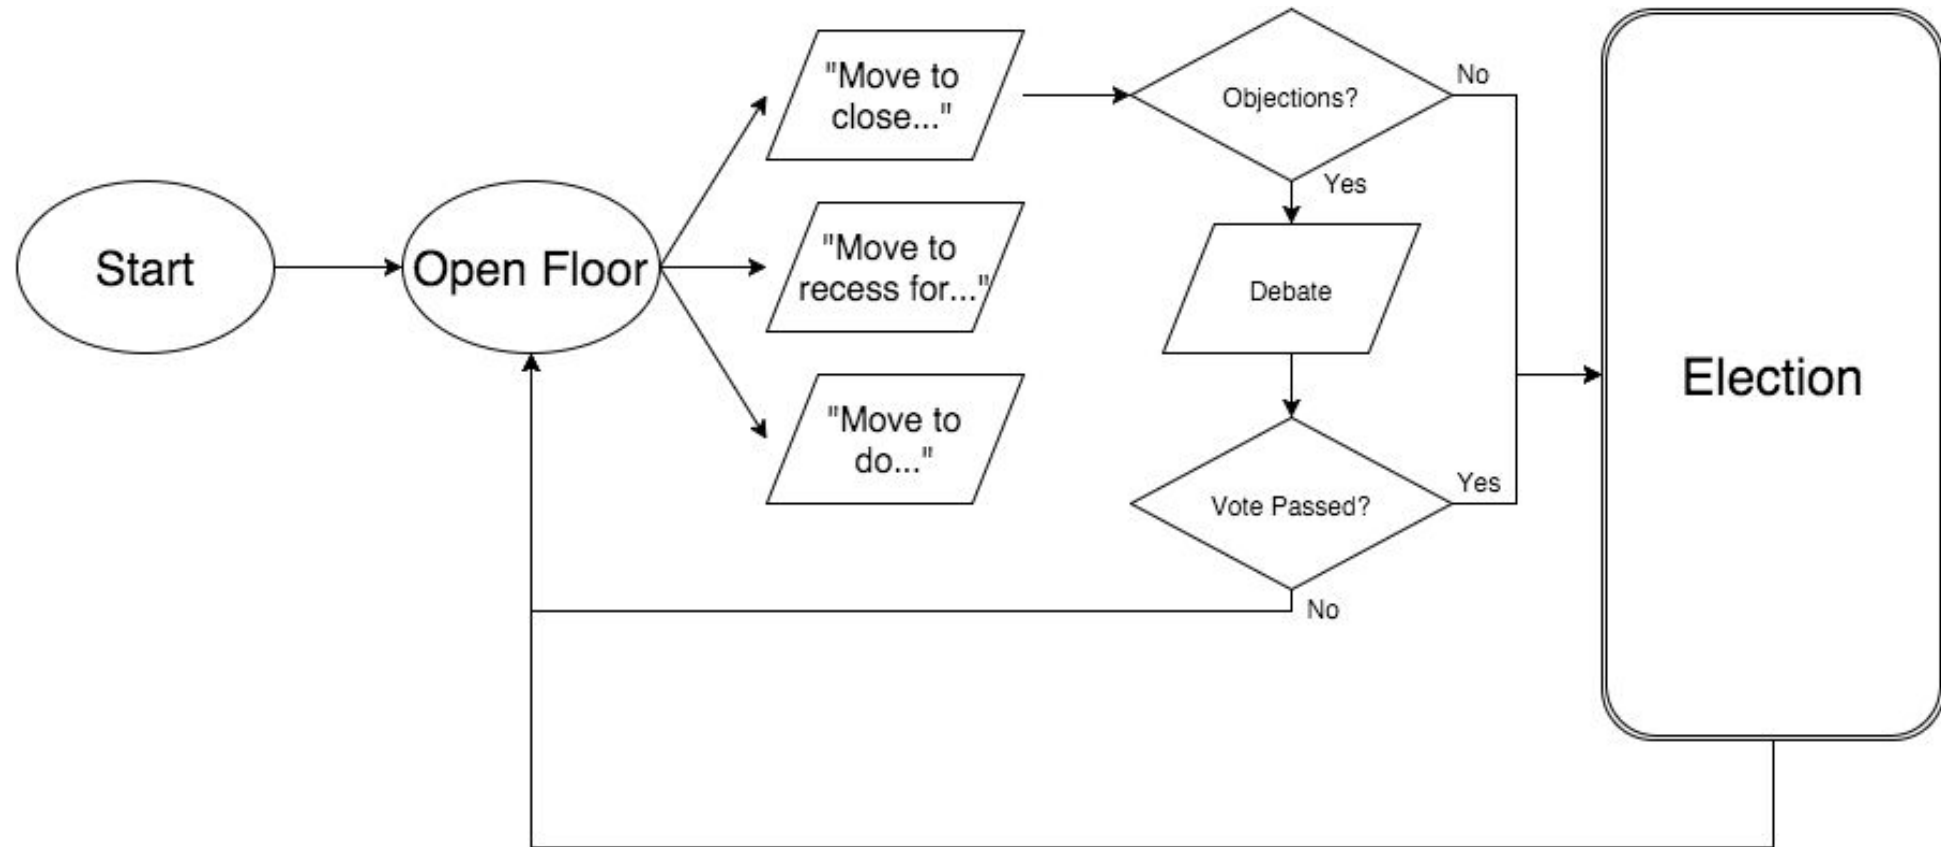 Start
Open Floor
"Move to
close..."
"Move to
recess for..."
"Move to
do..."
Objections?
No
Yes
Debate
Vote Passed?
Yes
No
Election